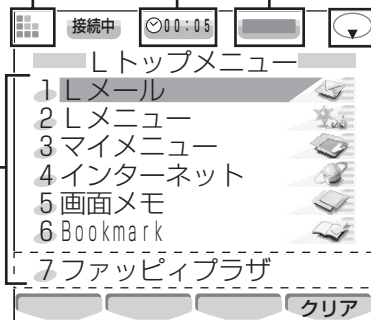 接続中 00:05
Lトップメニュー
1 Lメール
2 Lメニュー
3 マイメニュー
4 インターネット
5 画面メモ
6 Bookmark
7 ファッピィプラザ
クリア